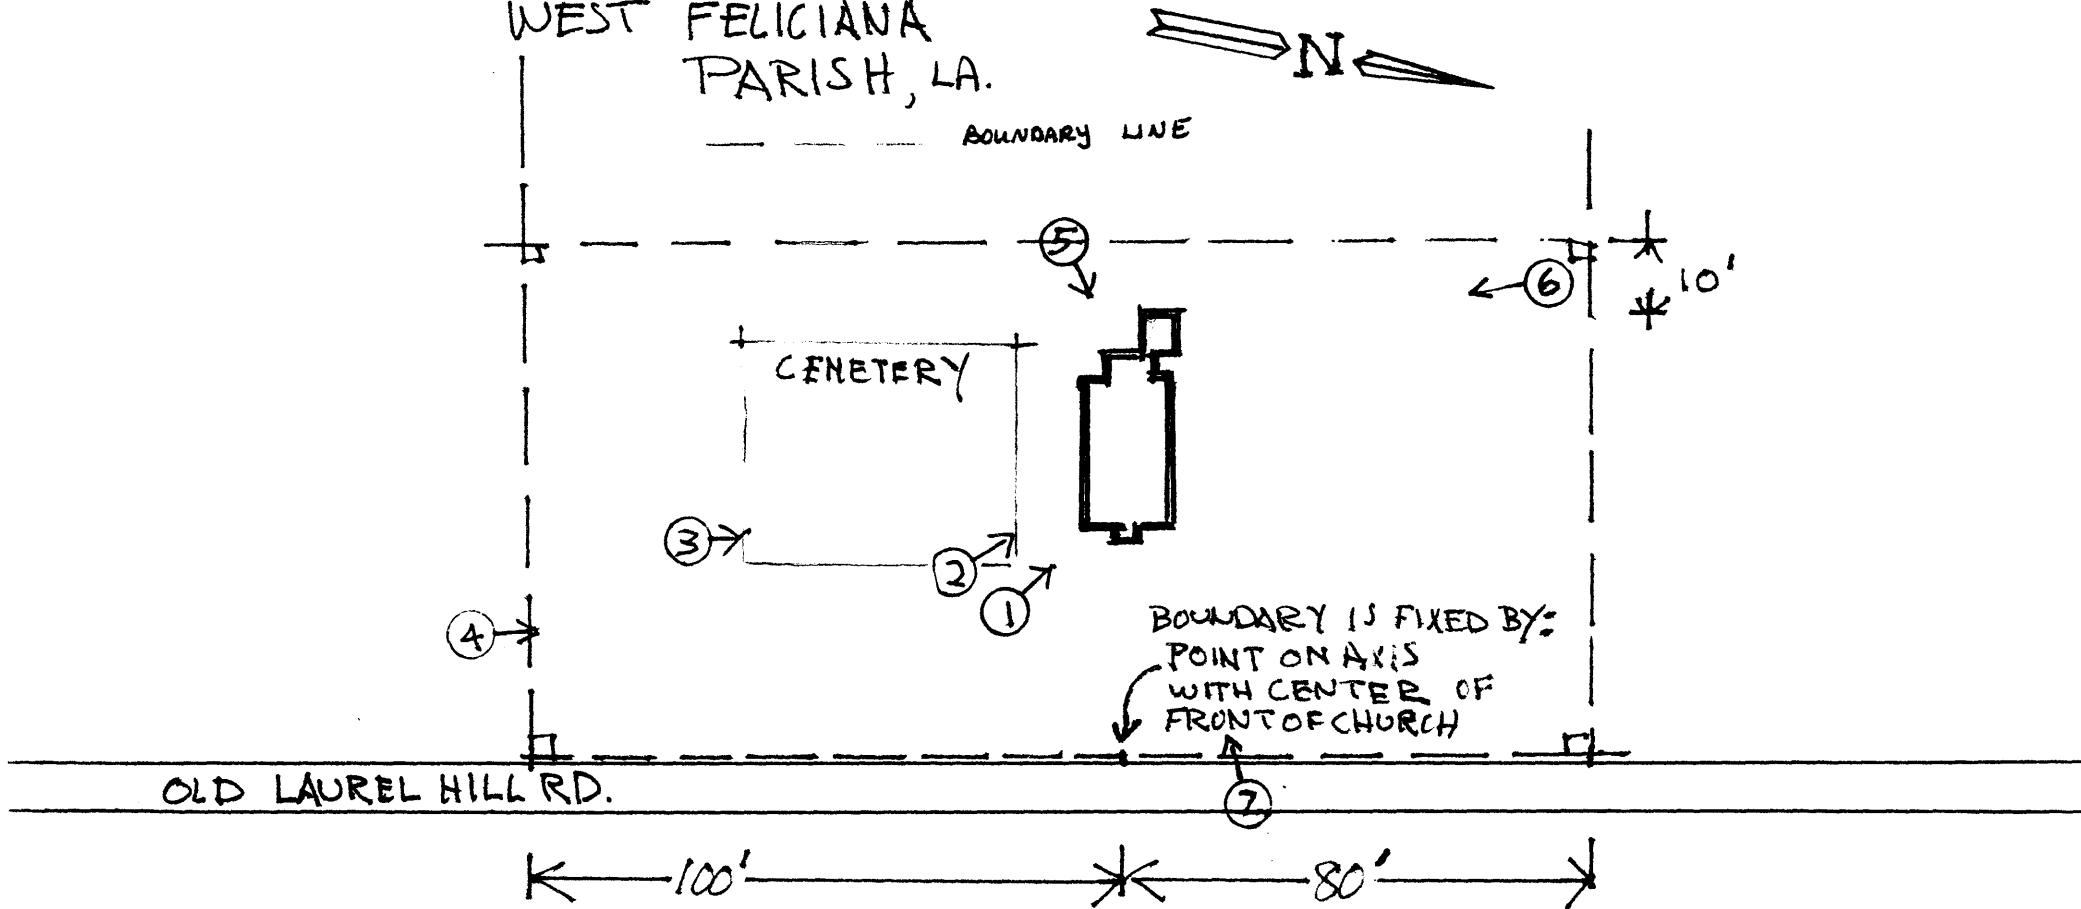 WEST FELICIANA
PARISH, LA.
N
BOUNDARY LINE
5
6
10'
CEMETERY
3
2
1
4
BOUNDARY IS FIXED BY:
POINT ON AXIS
WITH CENTER OF
FRONT OF CHURCH
OLD LAUREL HILL RD.
7
100'
80'